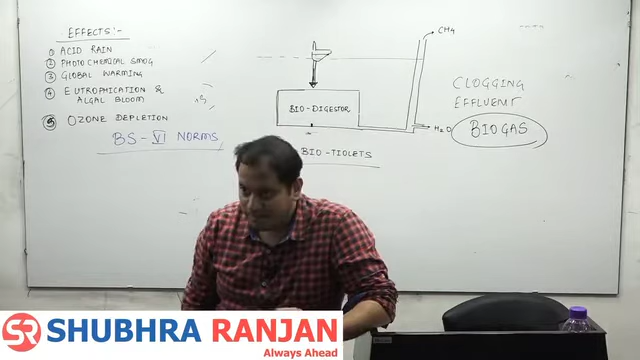 EFFECTS:-
① ACID RAIN
② PHOTOCHEMICAL SMOG
③ GLOBAL WARMING
④ EUTROPHICATION &
ALGAL BLOOM
⑤ OZONE DEPLETION
BS-VI NORMS
CH4
BIO-DIGESTOR
H2O
BIO-TIOLETS
CLOGGING
EFFLUENT
BIOGAS
SR SHUBHRA RANJAN
Always Ahead